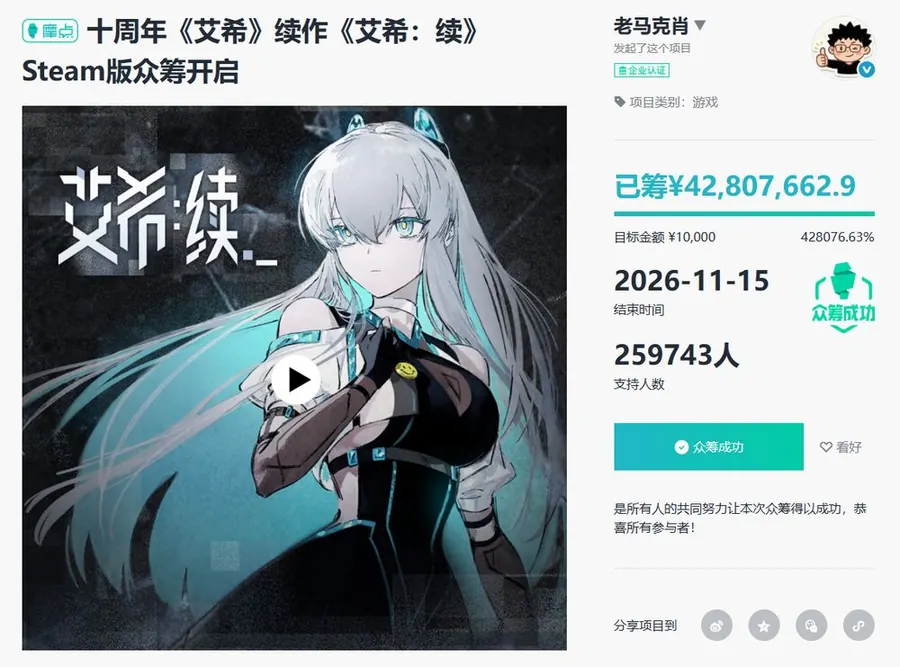 摩点 十周年《艾希》续作《艾希：续》
Steam版众筹开启
艾希:续._
老马克肖
发起了这个项目
企业认证
项目类别：游戏
已筹¥42,807,662.9
目标金额 ¥10,000 428076.63%
2026-11-15
结束时间
众筹成功
259743人
支持人数
众筹成功 看好
是所有人的共同努力让本次众筹得以成功，恭
喜所有参与者！
分享项目到